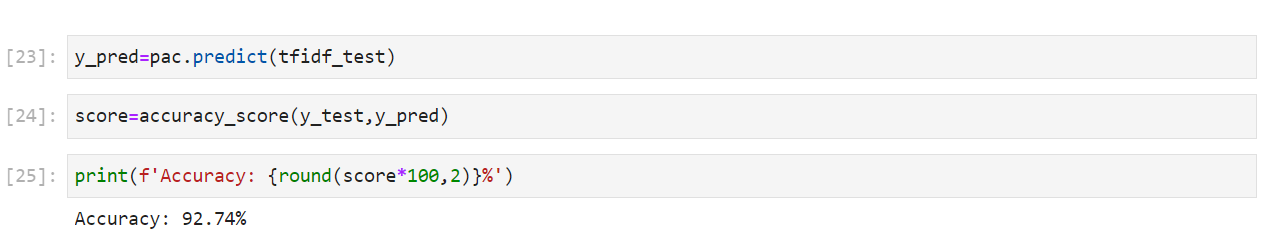 [23]: y_pred=pac.predict(tfidf_test)
[24]: score=accuracy_score(y_test,y_pred)
[25]: print(f'Accuracy: {round(score*100,2)}%')
Accuracy: 92.74%